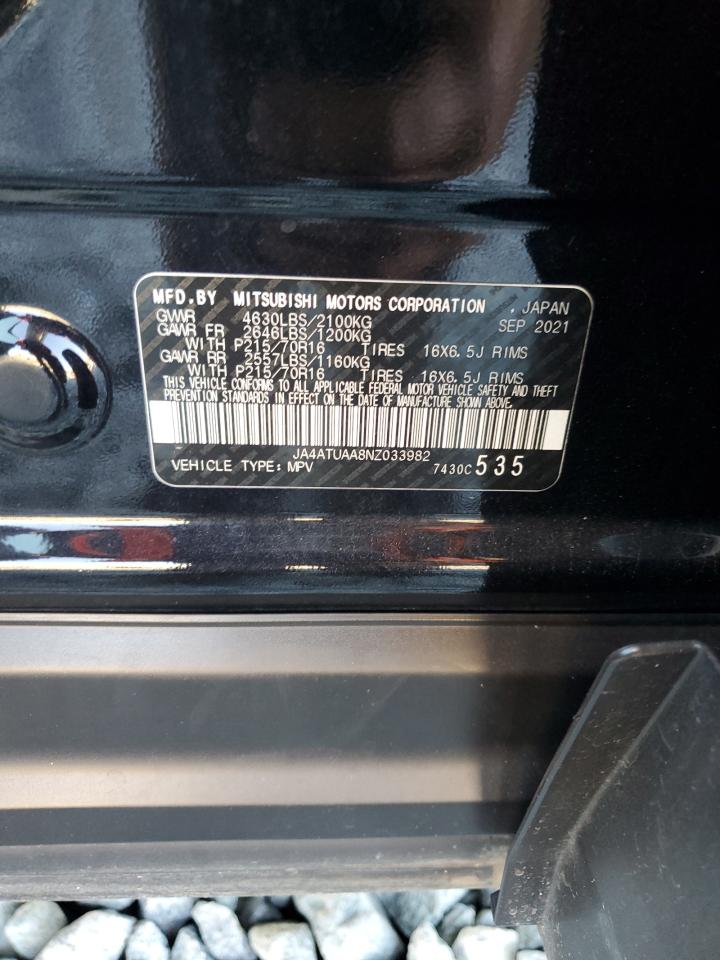 MFD.BY MITSUBISHI MOTORS CORPORATION , JAPAN
GVWR 4630LBS/2100KG SEP 2021
GAWR FR 2646LBS/1200KG
WITH P215/70R16 TIRES 16X6.5J RIMS
GAWR RR 2557LBS/1160KG
WITH P215/70R16 TIRES 16X6.5J RIMS
THIS VEHICLE CONFORMS TO ALL APPLICABLE FEDERAL MOTOR VEHICLE SAFETY AND THEFT
PREVENTION STANDARDS IN EFFECT ON THE DATE OF MANUFACTURE SHOWN ABOVE.
JA4ATUAA8NZ033982
VEHICLE TYPE: MPV 7430C 535